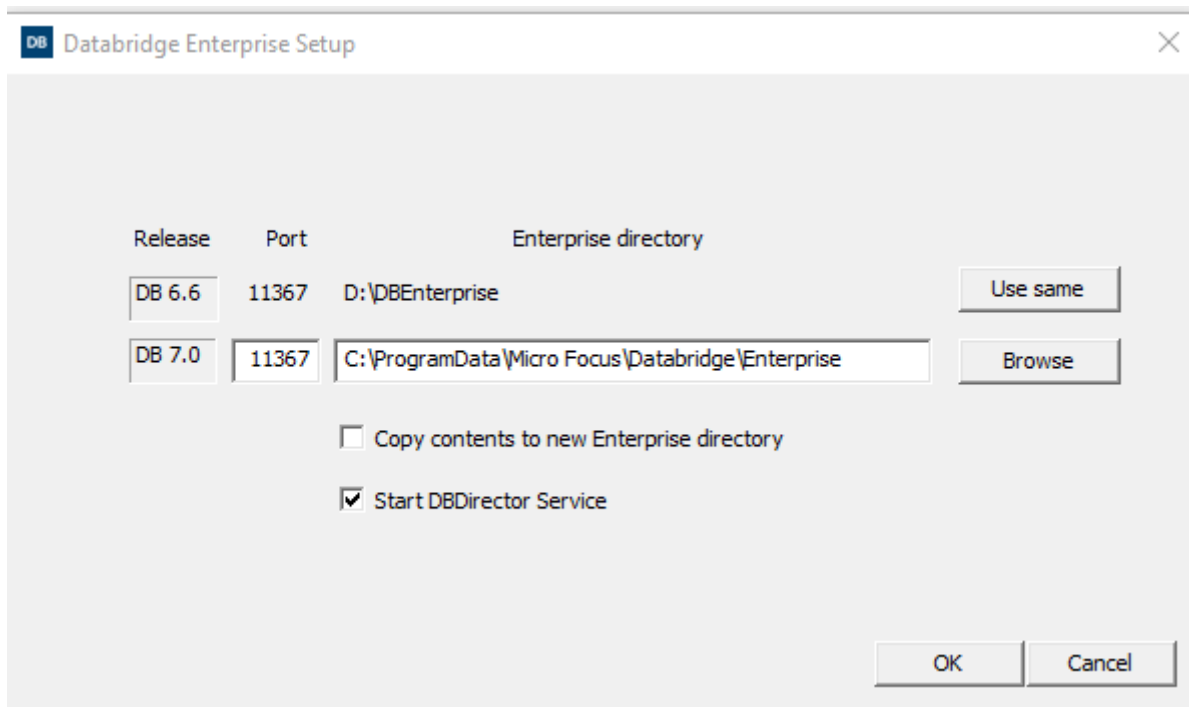 DB Databridge Enterprise Setup
Release Port Enterprise directory
DB 6.6 11367 D:\DBEnterprise Use same
DB 7.0 11367 C:\ProgramData\Micro Focus\Databridge\Enterprise Browse
Copy contents to new Enterprise directory
Start DBDirector Service
OK Cancel